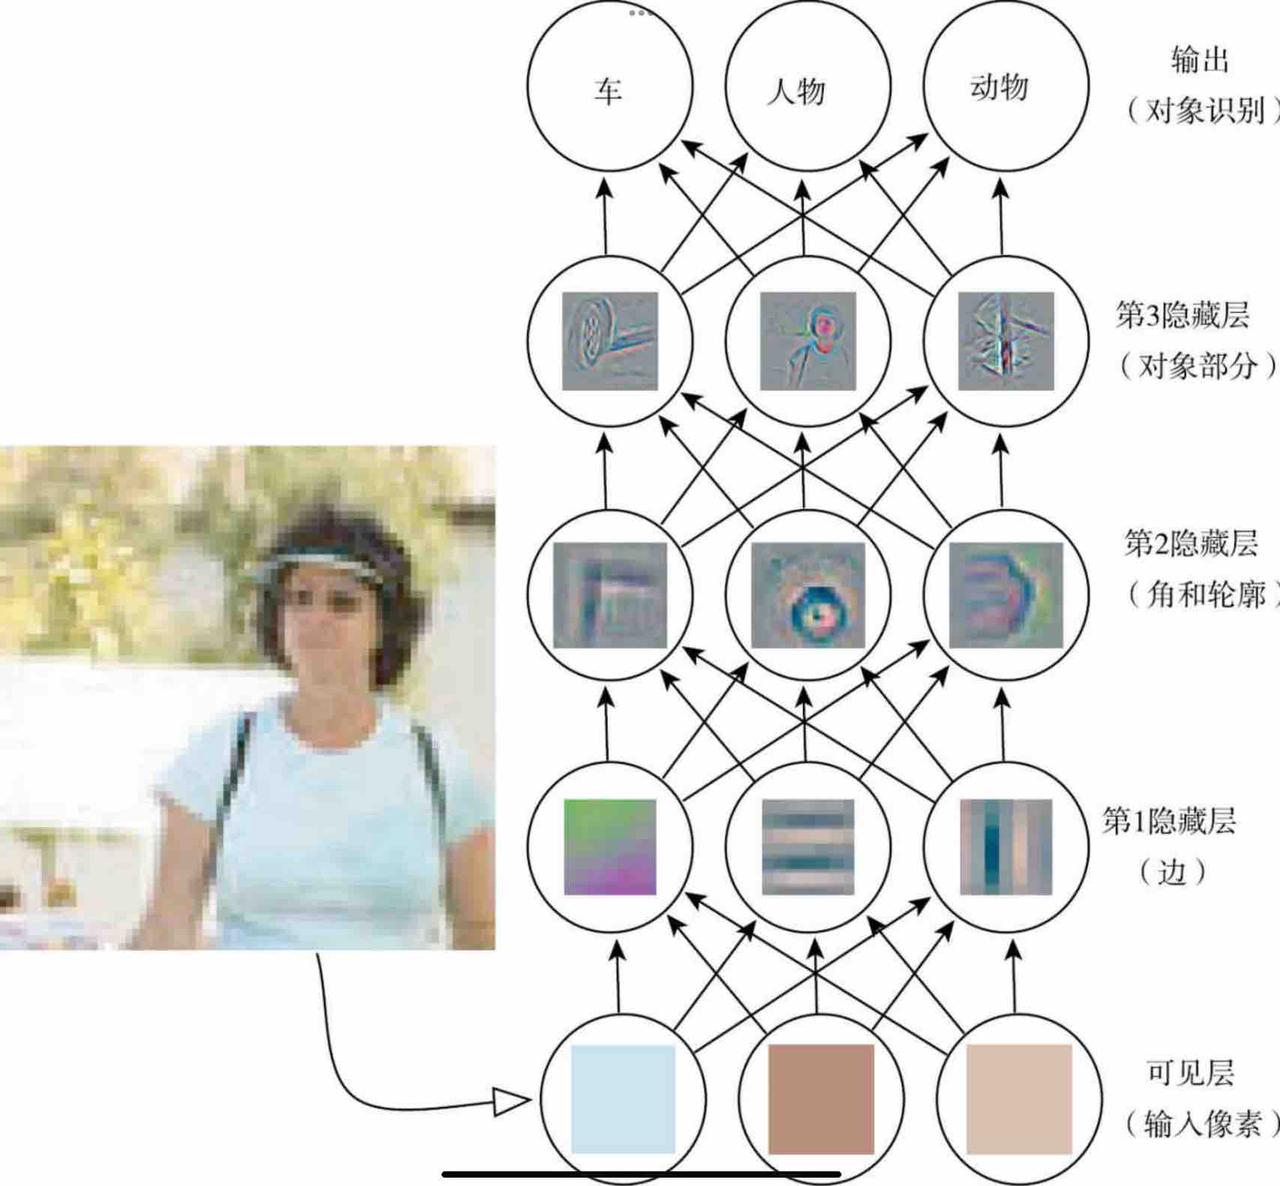 车
人物
动物
输出
（对象识别）
第3隐藏层
（对象部分）
第2隐藏层
（角和轮廓）
第1隐藏层
（边）
可见层
（输入像素）